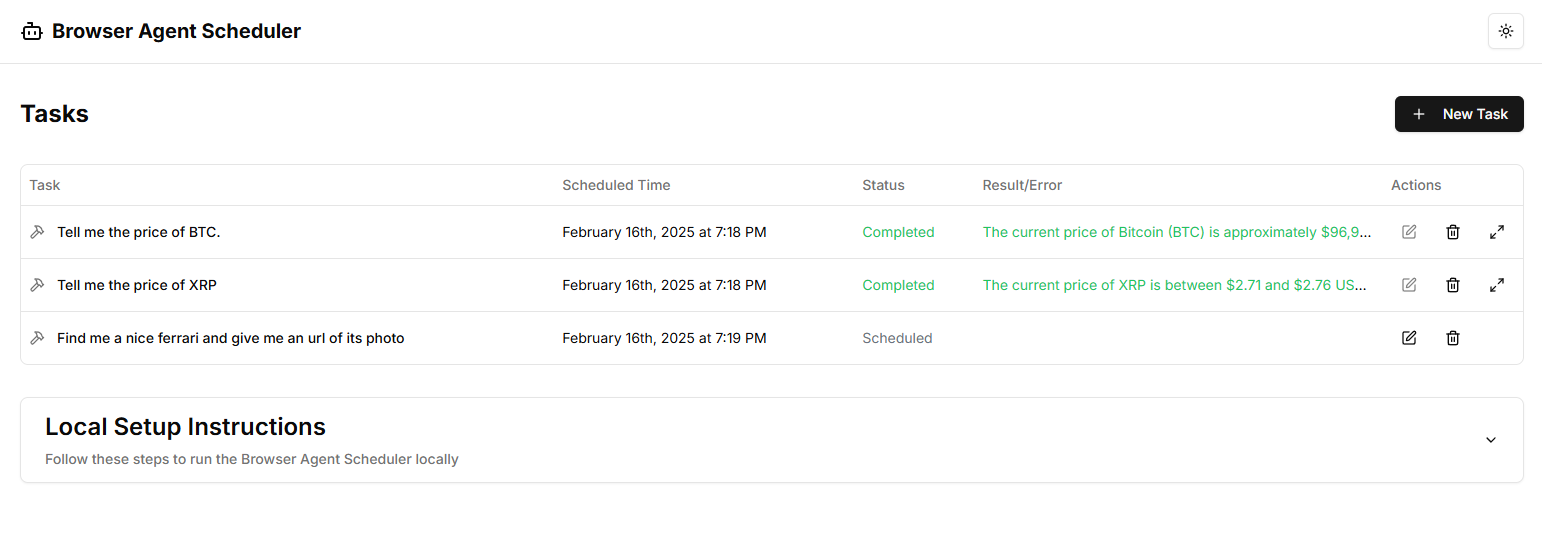 Browser Agent Scheduler
Tasks
New Task
Task Scheduled Time Status Result/Error Actions
Tell me the price of BTC. February 16th, 2025 at 7:18 PM Completed The current price of Bitcoin (BTC) is approximately $96,9...
Tell me the price of XRP February 16th, 2025 at 7:18 PM Completed The current price of XRP is between $2.71 and $2.76 US...
Find me a nice ferrari and give me an url of its photo February 16th, 2025 at 7:19 PM Scheduled
Local Setup Instructions
Follow these steps to run the Browser Agent Scheduler locally